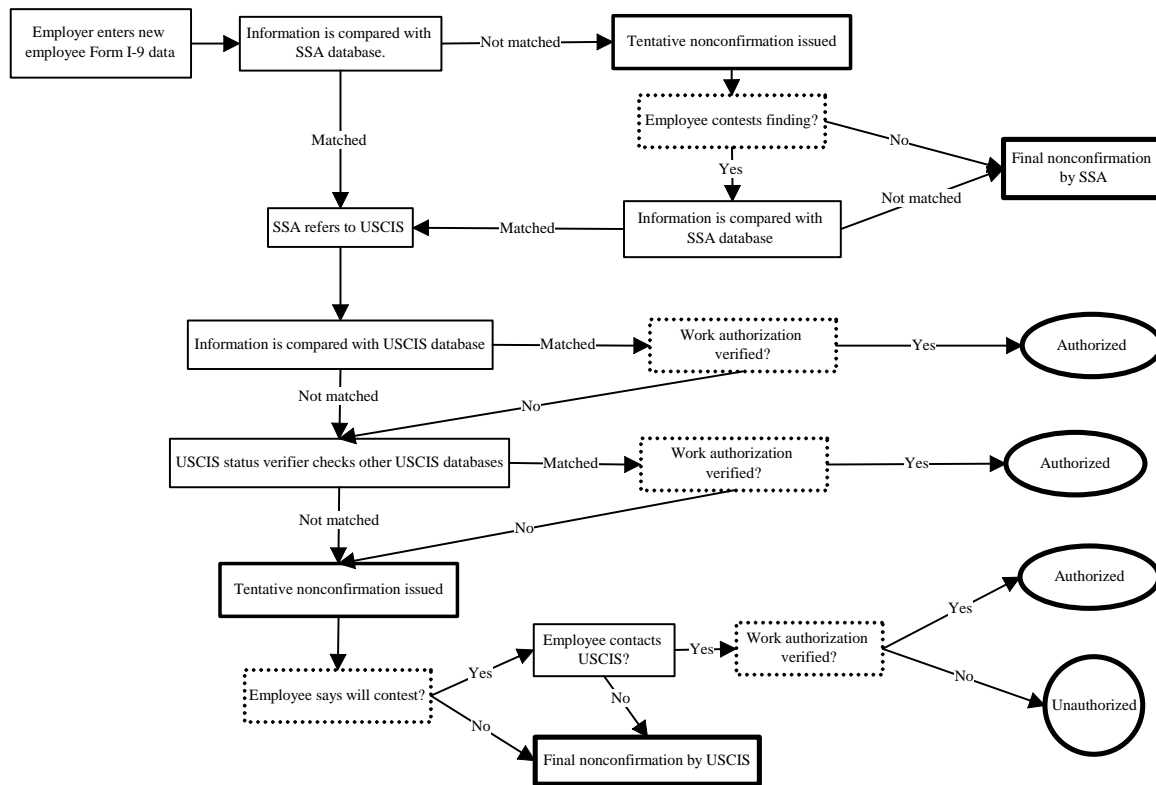 Employer enters new
employee Form I-9 data
Information is compared with
SSA database.
Not matched
Tentative nonconfirmation issued
Matched
Employee contests finding?
No
Yes
Final nonconfirmation
by SSA
Not matched
SSA refers to USCIS
Matched
Information is compared with
SSA database
Information is compared with USCIS database
Matched
Work authorization
verified?
Yes
Authorized
Not matched
No
USCIS status verifier checks other USCIS databases
Matched
Work authorization
verified?
Yes
Authorized
Not matched
No
Tentative nonconfirmation issued
Authorized
Yes
Employee contacts
USCIS?
Yes
Work authorization
verified?
Employee says will contest?
Yes
No
No
Unauthorized
No
Final nonconfirmation by USCIS